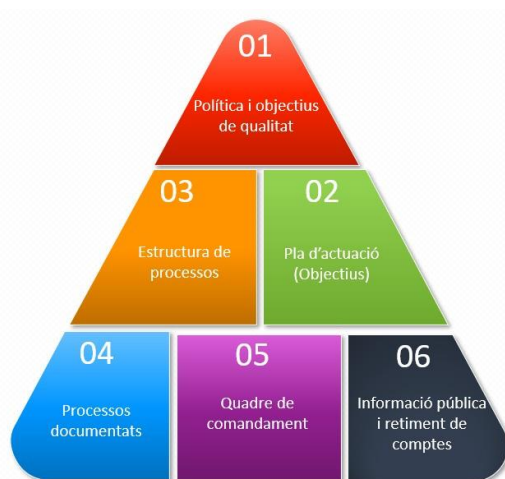 01
Política i objectius
de qualitat
03
Estructura de
processos
02
Pla d'actuació
(Objectius)
04
Processos
documentats
05
Quadre de
comandament
06
Informació pública
i retiment de
comptes